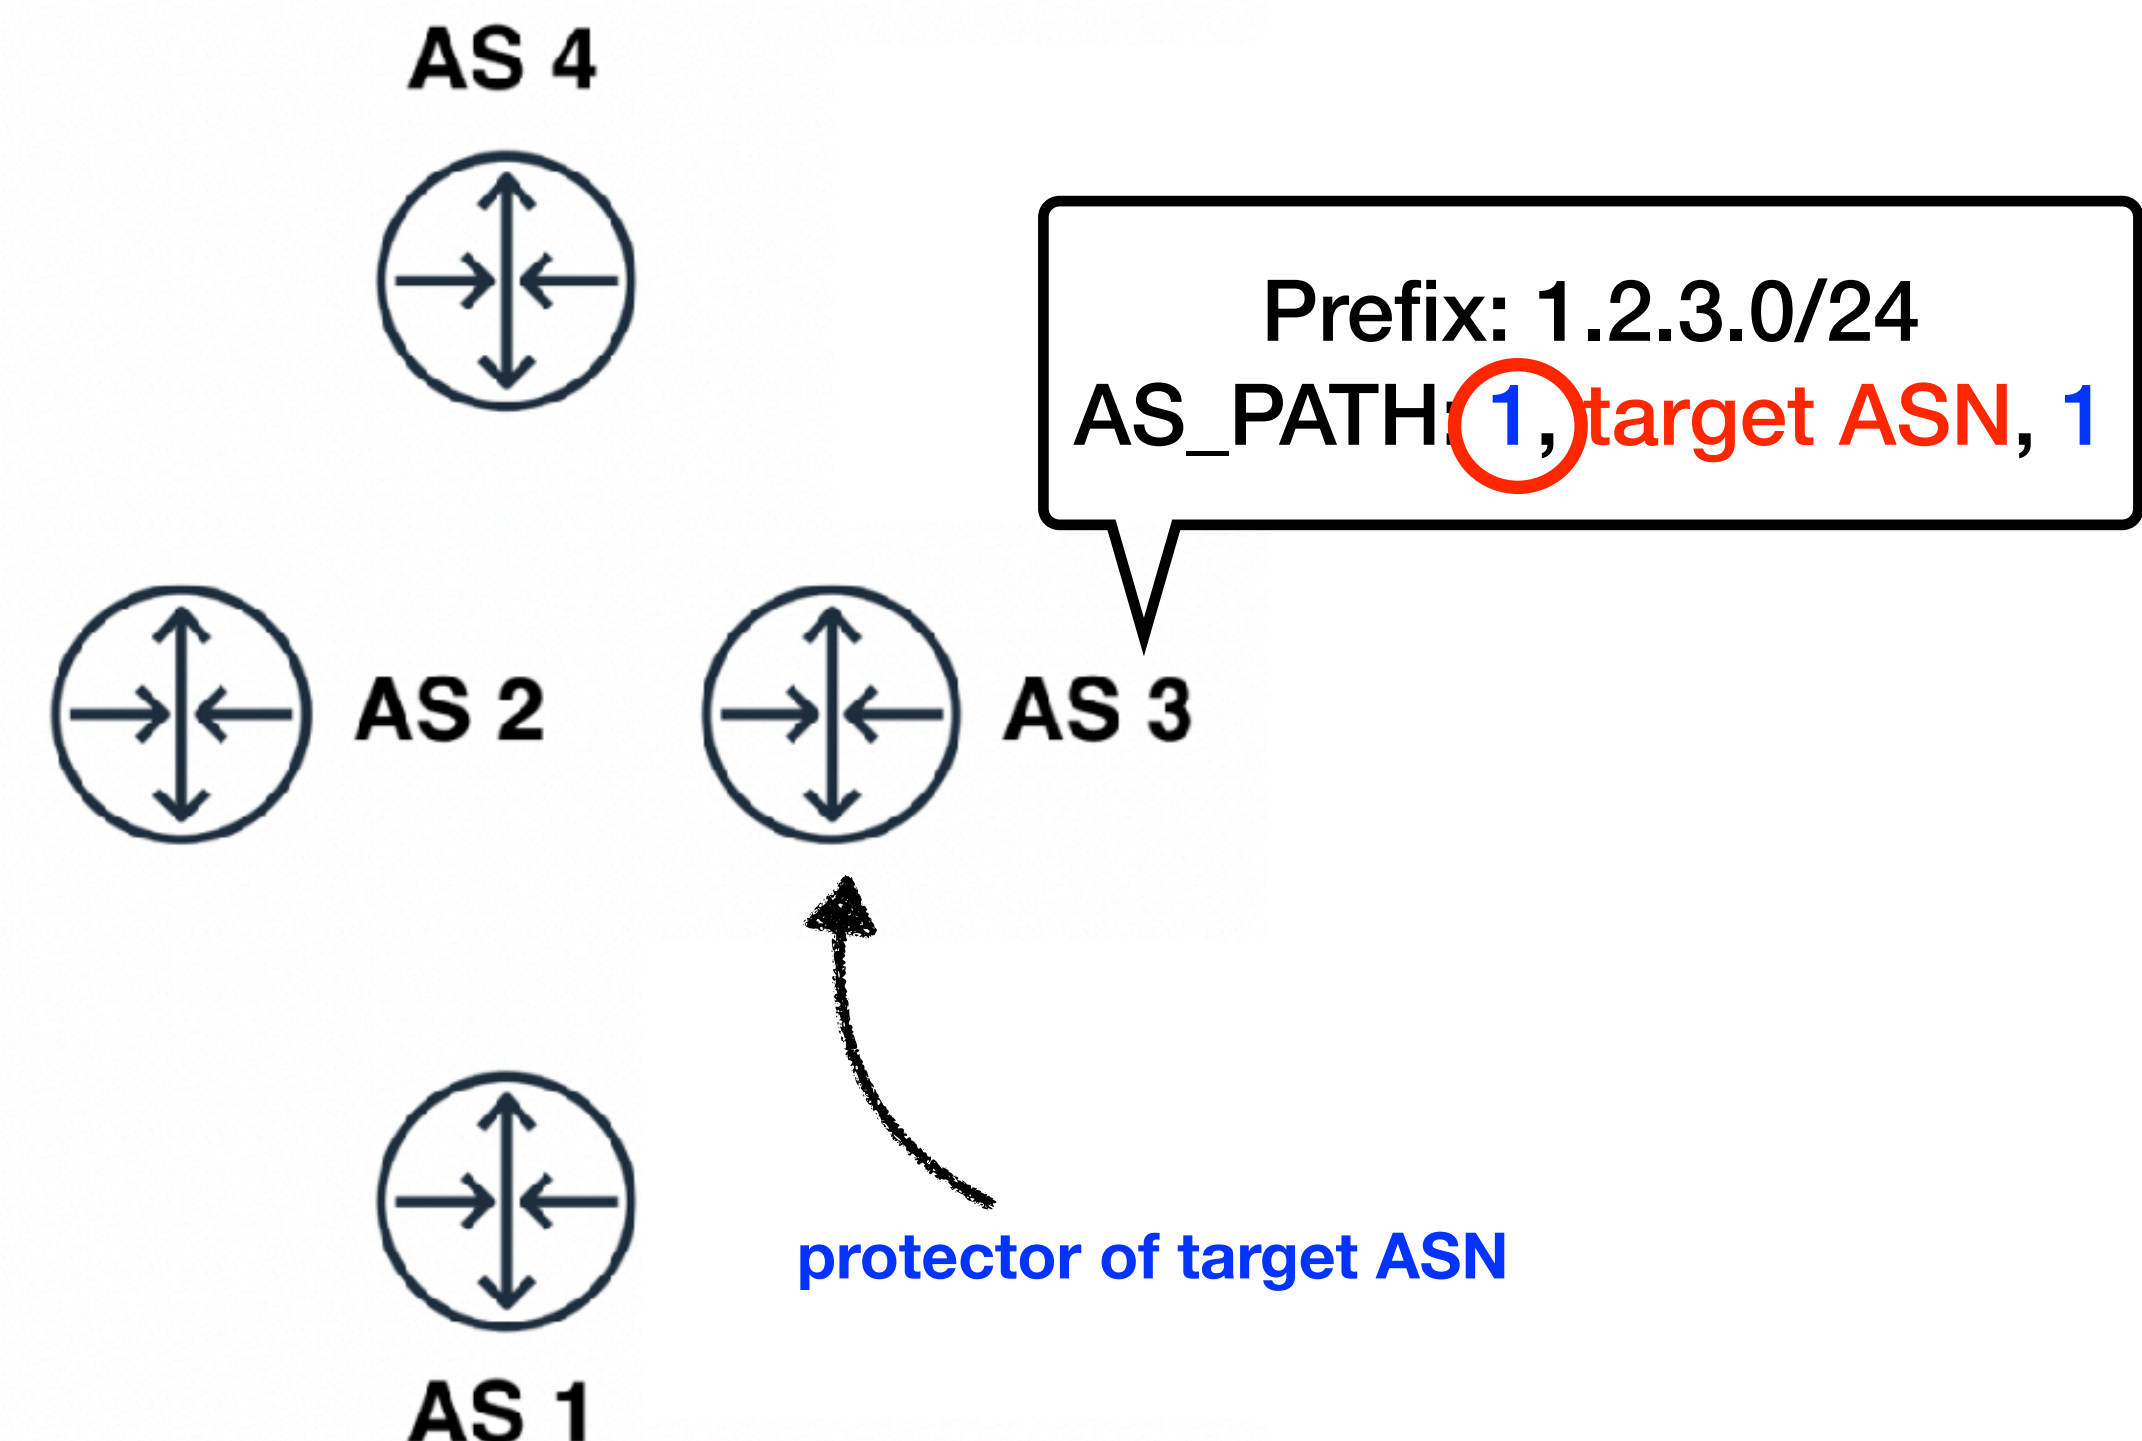 AS 4
Prefix: 1.2.3.0/24
AS_PATH: 1, target ASN, 1
AS 2
AS 3
protector of target ASN
AS 1